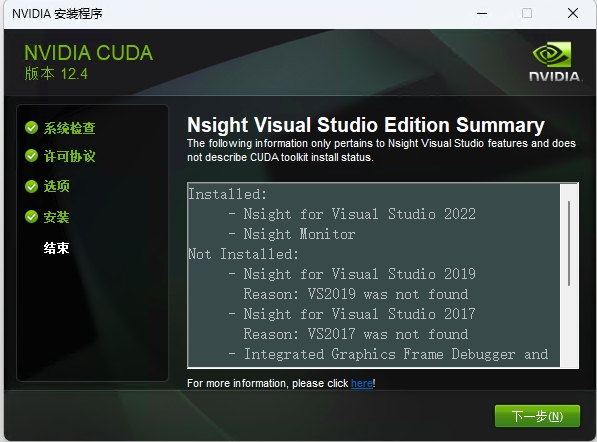 NVIDIA 安装程序
NVIDIA CUDA
版本 12.4
NVIDIA.
系统检查
许可协议
选项
安装
结束
Nsight Visual Studio Edition Summary
The following information only pertains to Nsight Visual Studio features and does
not describe CUDA toolkit install status.
Installed:
- Nsight for Visual Studio 2022
- Nsight Monitor
Not Installed:
- Nsight for Visual Studio 2019
Reason: VS2019 was not found
- Nsight for Visual Studio 2017
Reason: VS2017 was not found
- Integrated Graphics Frame Debugger and
For more information, please click here!
下一步(N)